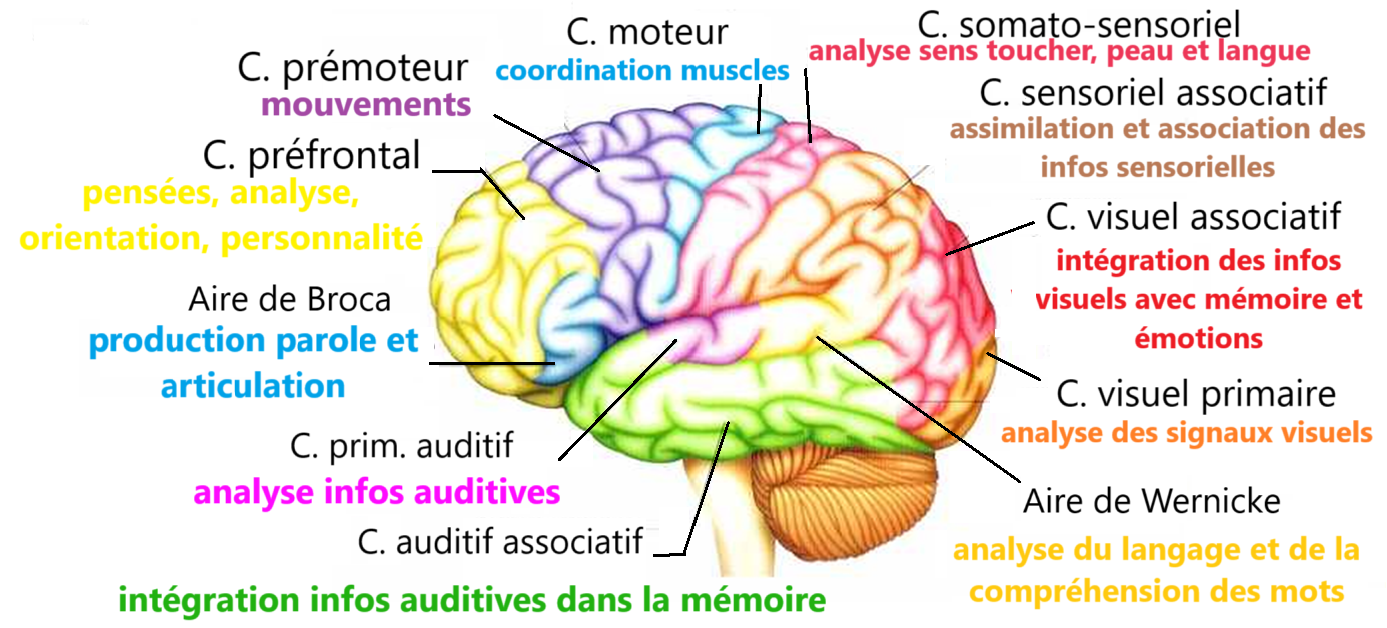 C. moteur
coordination muscles
C. somato-sensoriel
analyse sens toucher, peau et langue
C. prémoteur
mouvements
C. sensoriel associatif
assimilation et association des
infos sensorielles
C. préfrontal
pensées, analyse,
orientation, personnalité
C. visuel associatif
intégration des infos
visuels avec mémoire et
émotions
Aire de Broca
production parole et
articulation
C. visuel primaire
analyse des signaux visuels
C. prim. auditif
analyse infos auditives
Aire de Wernicke
analyse du langage et de la
compréhension des mots
C. auditif associatif
intégration infos auditives dans la mémoire